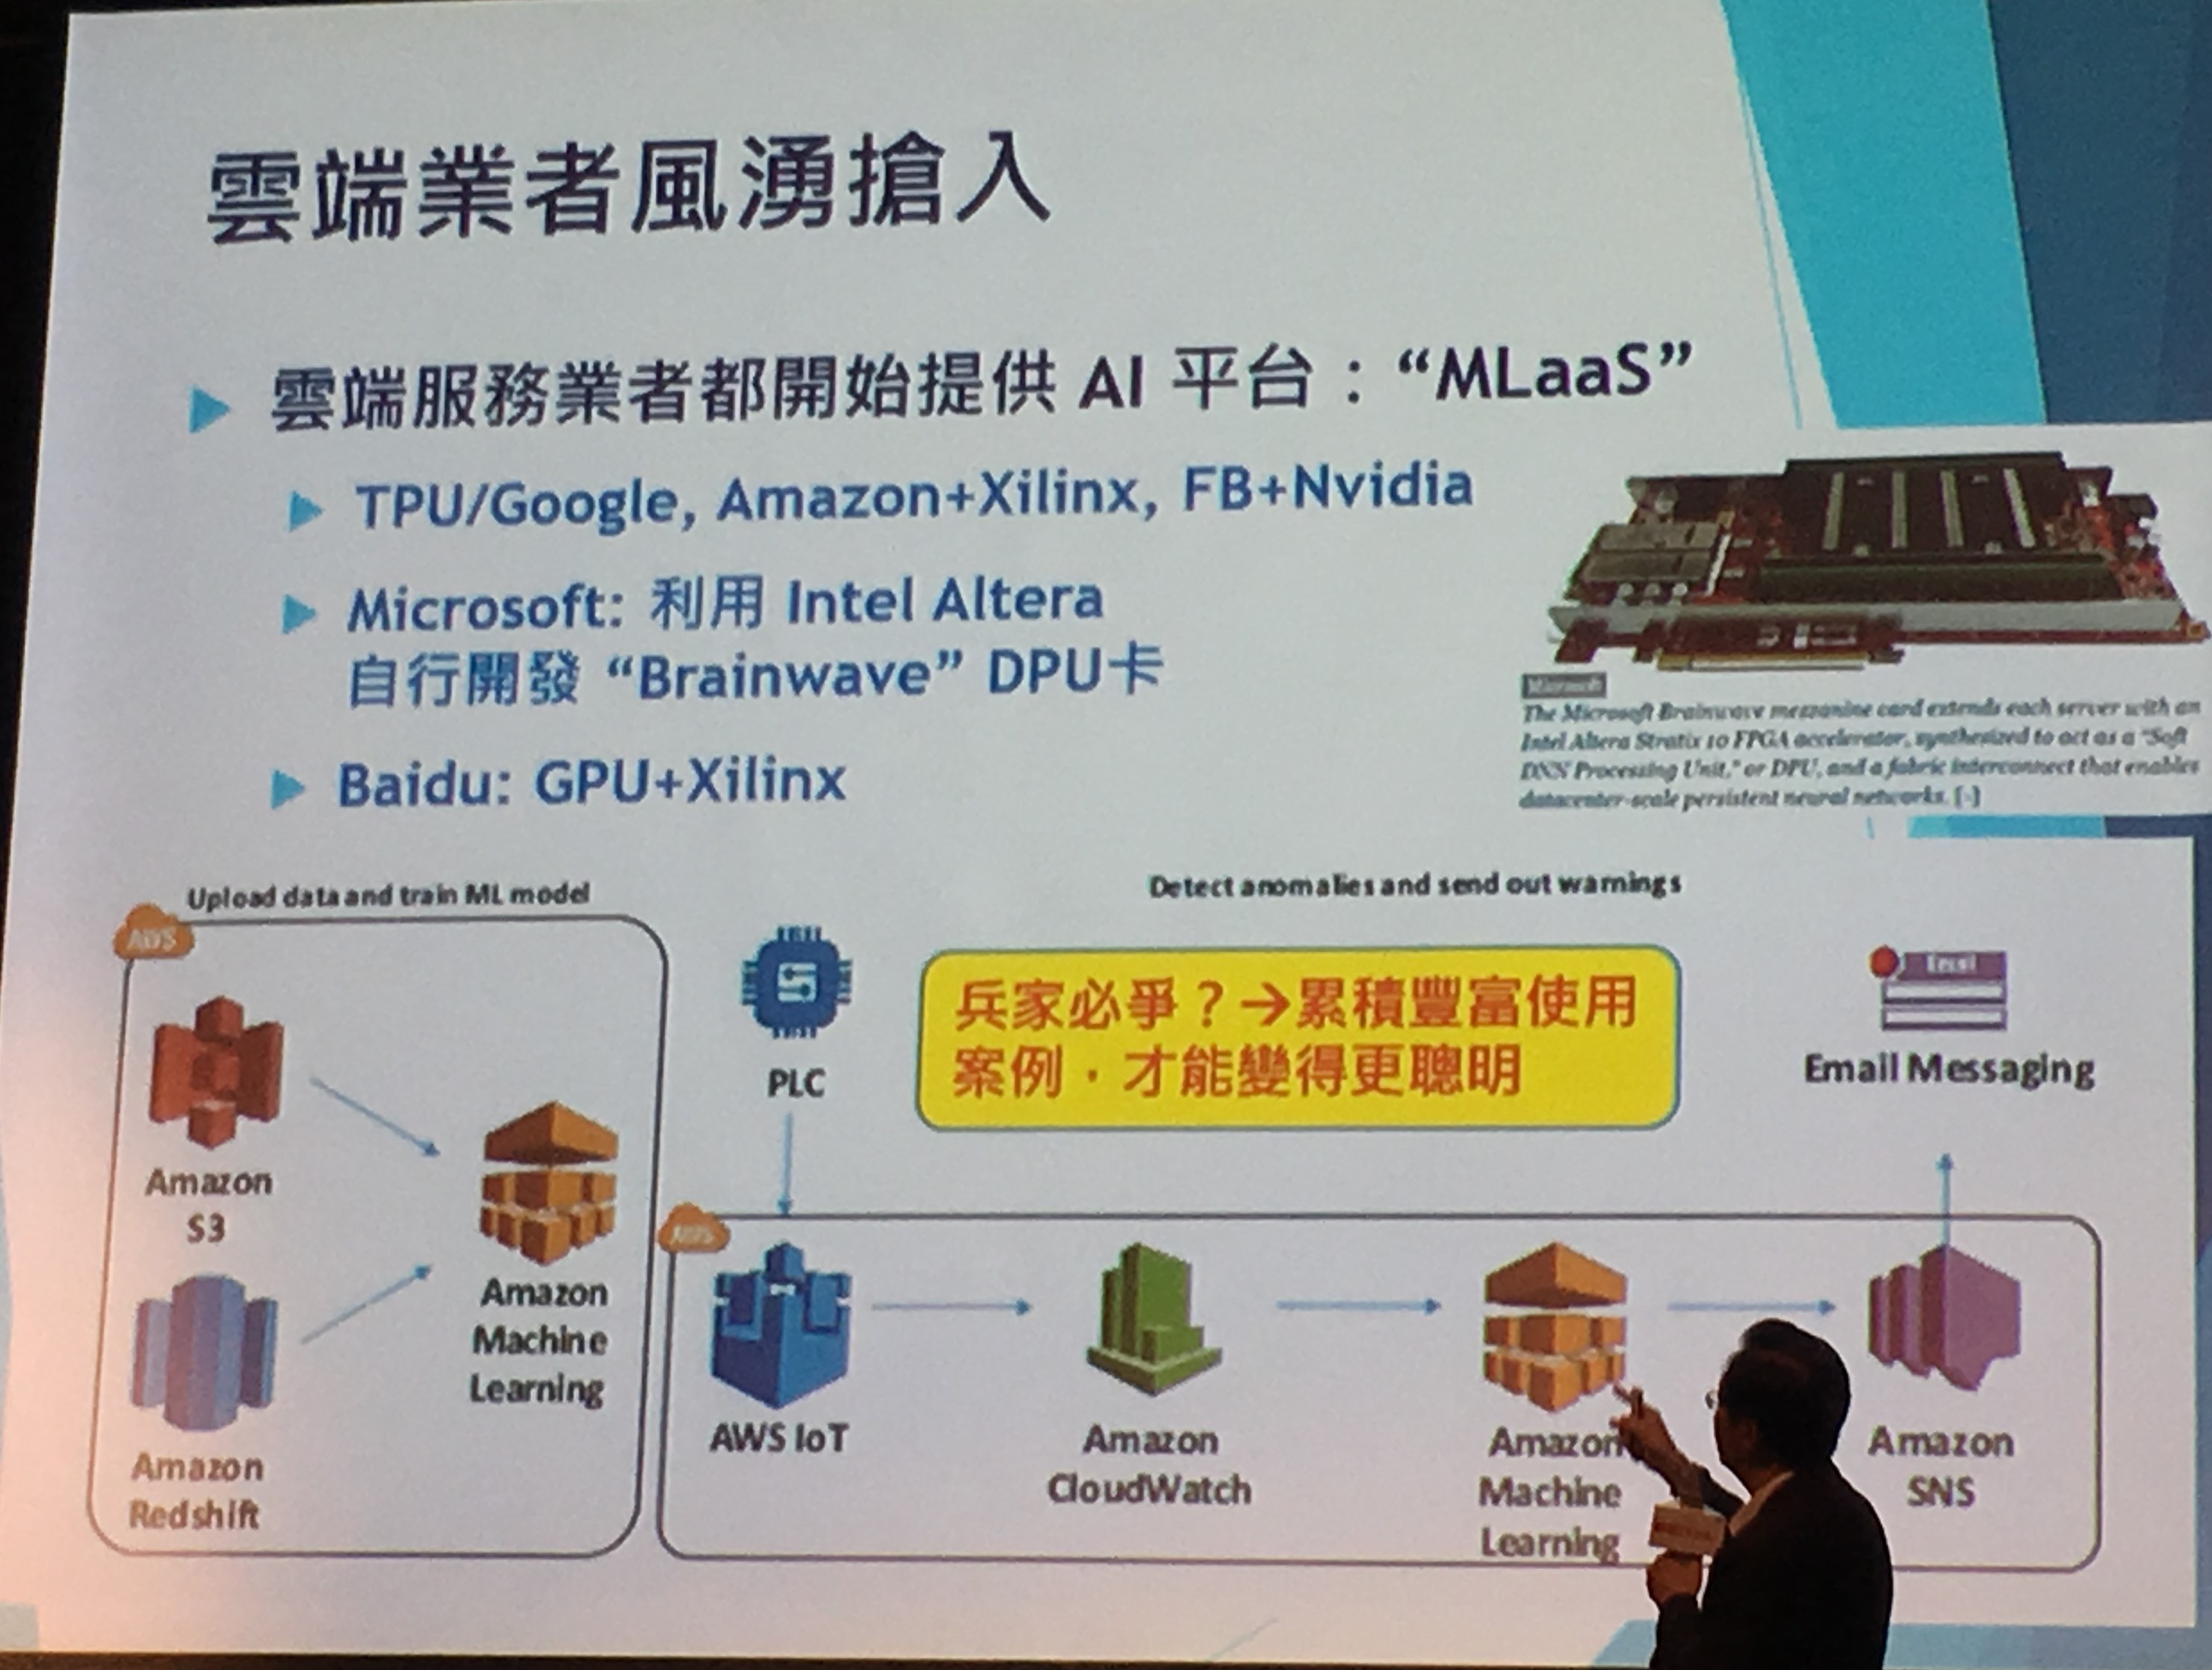 雲端業者風湧搶入
雲端服務業者都開始提供 AI 平台：“MLaaS”
TPU/Google, Amazon+Xilinx, FB+Nvidia
Microsoft: 利用 Intel Altera
自行開發 “Brainwave” DPU卡
Baidu: GPU+Xilinx
Microsoft
The Microsoft Brainwave mezzanine card extends each server with an
Intel Altera Stratix 10 FPGA accelerator, synthesized to act as a "Soft
DNN Processing Unit," or DPU, and a fabric interconnect that enables
datacenter-scale persistent neural networks. [-]
Upload data and train ML model
AWS
Amazon
S3
Amazon
Redshift
Amazon
Machine
Learning
Detect anomalies and send out warnings
PLC
兵家必爭？→累積豐富使用
案例，才能變得更聰明
Email
Email Messaging
AWS
AWS IoT
Amazon
CloudWatch
Amazon
Machine
Learning
Amazon
SNS